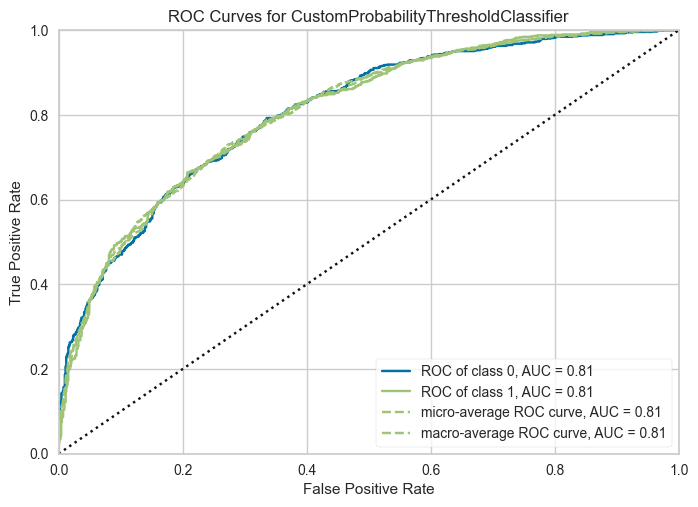 ROC Curves for CustomProbabilityThresholdClassifier
1.0
0.8
0.6
0.4
0.2
0.0
True Positive Rate
ROC of class 0, AUC = 0.81
ROC of class 1, AUC = 0.81
micro-average ROC curve, AUC = 0.81
macro-average ROC curve, AUC = 0.81
0.0 0.2 0.4 0.6 0.8 1.0
False Positive Rate